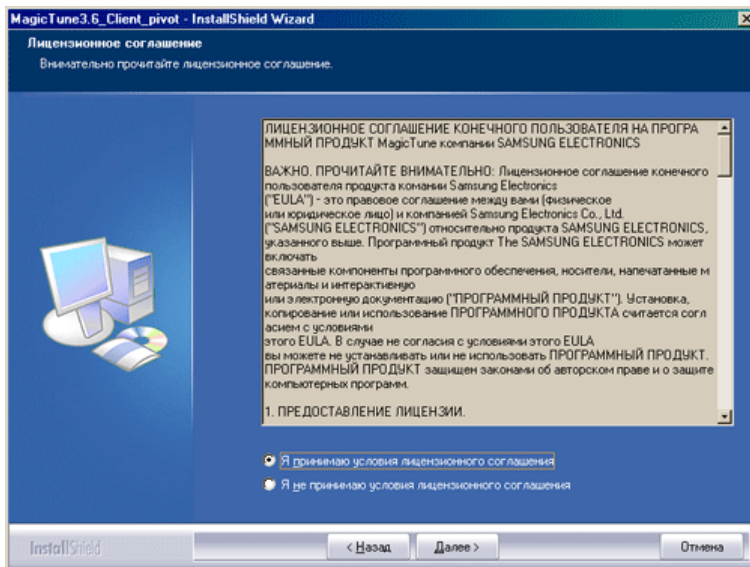 MagicTune3.6_Client_pivot - InstallShield Wizard
Лицензионное соглашение
Внимательно прочитайте лицензионное соглашение.
ЛИЦЕНЗИОННОЕ СОГЛАШЕНИЕ КОНЕЧНОГО ПОЛЬЗОВАТЕЛЯ НА ПРОГРА
ММНЫЙ ПРОДУКТ MagicTune компании SAMSUNG ELECTRONICS
ВАЖНО. ПРОЧИТАЙТЕ ВНИМАТЕЛЬНО: Лицензионное соглашение конечного
пользователя продукта комании Samsung Electronics
("EULA") - это правовое соглашение между вами (физическое
или юридическое лицо) и компанией Samsung Electronics Co., Ltd.
("SAMSUNG ELECTRONICS") относительно продукта SAMSUNG ELECTRONICS,
указанного выше. Программный продукт The SAMSUNG ELECTRONICS может
включать
связанные компоненты программного обеспечения, носители, напечатанные м
атериалы и интерактивную
или электронную документацию ("ПРОГРАММНЫЙ ПРОДУКТ"). Установка,
копирование или использование ПРОГРАММНОГО ПРОДУКТА считается согл
асием с условиями
этого EULA. В случае не согласия с условиями этого EULA
вы можете не устанавливать или не использовать ПРОГРАММНЫЙ ПРОДУКТ.
ПРОГРАММНЫЙ ПРОДУКТ защищен законами об авторском праве и о защите
компьютерных программ.
1. ПРЕДОСТАВЛЕНИЕ ЛИЦЕНЗИИ.
Я принимаю условия лицензионного соглашения
Я не принимаю условия лицензионного соглашения
InstallShield
< Назад
Далее >
Отмена